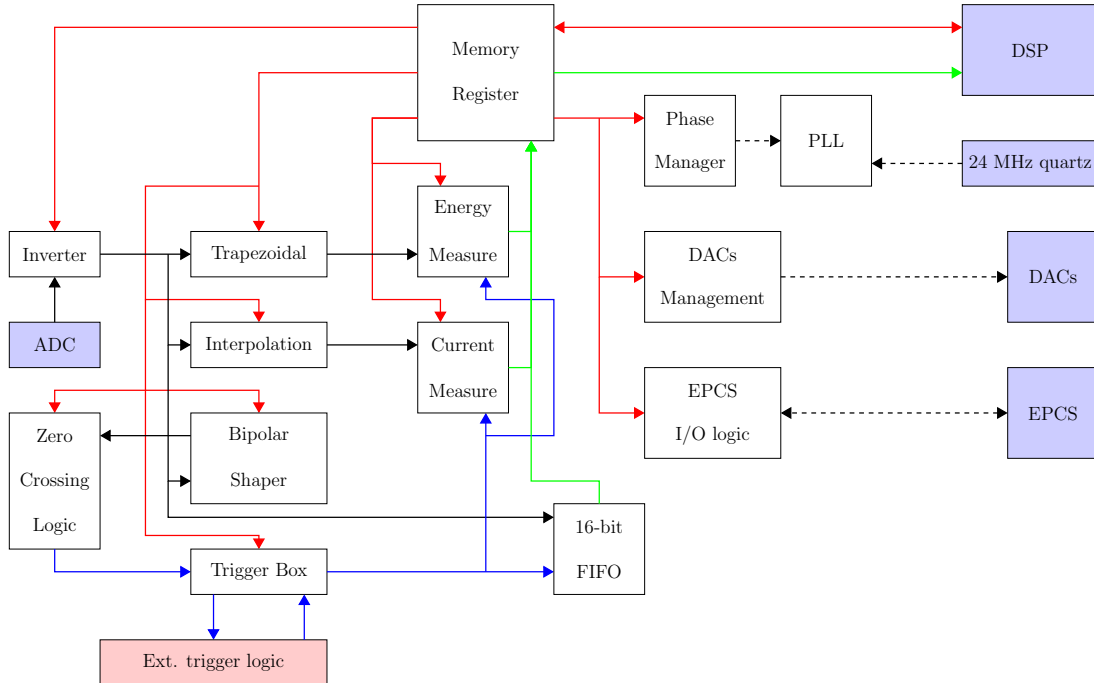 Memory
Register
DSP
Phase
Manager
PLL
24 MHz quartz
Energy
Measure
Inverter
Trapezoidal
DACs
Management
DACs
ADC
Interpolation
Current
Measure
EPCS
I/O logic
EPCS
Zero
Crossing
Logic
Bipolar
Shaper
16-bit
FIFO
Trigger Box
Ext. trigger logic